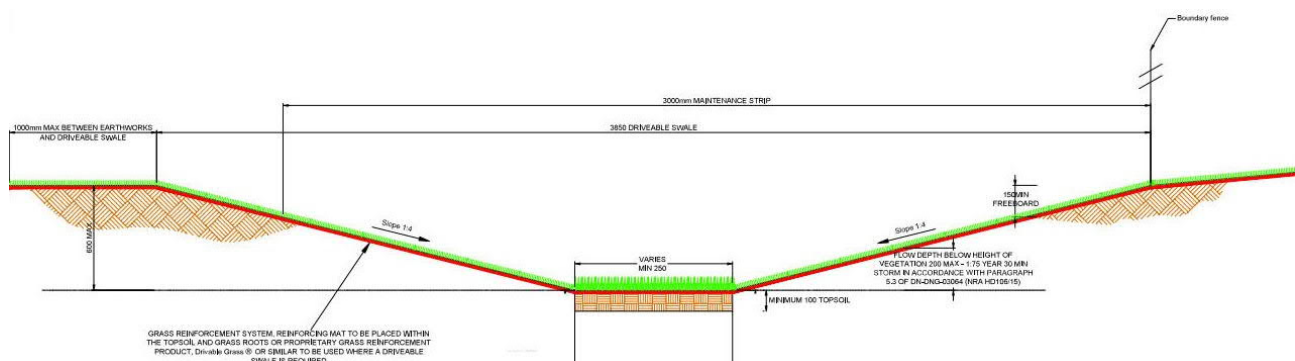 Boundary fence
3000mm MAINTENANCE STRIP
1000mm MAX BETWEEN EARTHWORKS
AND DRIVEABLE SWALE
3850 DRIVEABLE SWALE
600 MAX
150MIN
FREEBOARD
Slope 1:4
Slope 1:4
VARIES
MIN 250
FLOW DEPTH BELOW HEIGHT OF
VEGETATION 200 MAX - 1:75 YEAR 30 MIN
STORM IN ACCORDANCE WITH PARAGRAPH
5.3 OF DN-DNG-03064 (NRA HD106/15)
MINIMUM 100 TOPSOIL
GRASS REINFORCEMENT SYSTEM. REINFORCING MAT TO BE PLACED WITHIN
THE TOPSOIL AND GRASS ROOTS OR PROPRIETARY GRASS REINFORCEMENT
PRODUCT, Drivable Grass ® OR SIMILAR TO BE USED WHERE A DRIVEABLE
SWALE IS REQUIRED